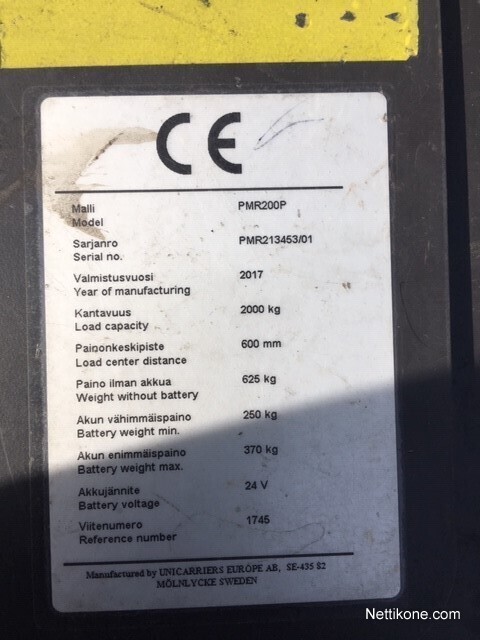 CE
Malli PMR200P
Model
Sarjanro PMR213453/01
Serial no.
Valmistusvuosi 2017
Year of manufacturing
Kantavuus 2000 kg
Load capacity
Painonkeskipiste 600 mm
Load center distance
Paino ilman akkua 625 kg
Weight without battery
Akun vähimmäispaino 250 kg
Battery weight min.
Akun enimmäispaino 370 kg
Battery weight max.
Akkujännite 24 V
Battery voltage
Viitenumero 1745
Reference number
Manufactured by UNICARRIERS EUROPE AB, SE-435 82
MÖLNLYCKE SWEDEN
Nettikone.com